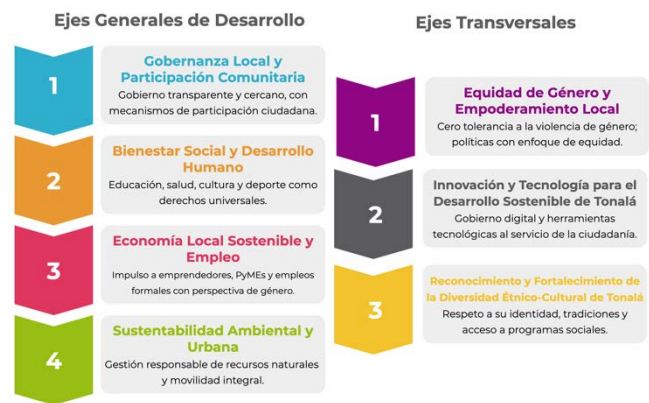 Ejes Generales de Desarrollo
1
Gobernanza Local y
Participación Comunitaria
Gobierno transparente y cercano, con
mecanismos de participación ciudadana.
2
Bienestar Social y Desarrollo
Humano
Educación, salud, cultura y deporte como
derechos universales.
3
Economía Local Sostenible y
Empleo
Impulso a emprendedores, PyMEs y empleos
formales con perspectiva de género.
4
Sustentabilidad Ambiental y
Urbana
Gestión responsable de recursos naturales
y movilidad integral.
Ejes Transversales
1
Equidad de Género y
Empoderamiento Local
Cero tolerancia a la violencia de género;
políticas con enfoque de equidad.
2
Innovación y Tecnología para el
Desarrollo Sostenible de Tonalá
Gobierno digital y herramientas
tecnológicas al servicio de la ciudadanía.
3
Reconocimiento y Fortalecimiento de
la Diversidad Étnico-Cultural de Tonalá
Respeto a su identidad, tradiciones y
acceso a programas sociales.